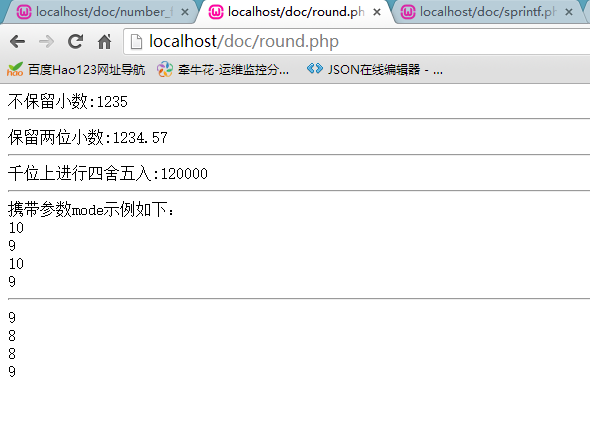 localhost/doc/number_f
localhost/doc/round.ph
localhost/doc/sprintf.ph
localhost/doc/round.php
百度Hao123网址导航
牵牛花-运维监控分...
JSON在线编辑器 - ...
不保留小数:1235
保留两位小数:1234.57
千位上进行四舍五入:120000
携带参数mode示例如下:
10
9
10
9
9
8
8
9